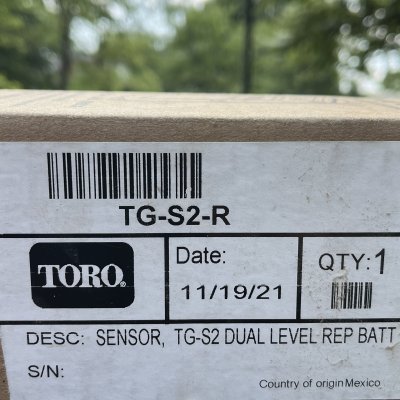 TG-S2-R
TORO®
Date:
11/19/21
QTY:1
DESC: SENSOR, TG-S2 DUAL LEVEL REP BATT
S/N:
Country of origin Mexico